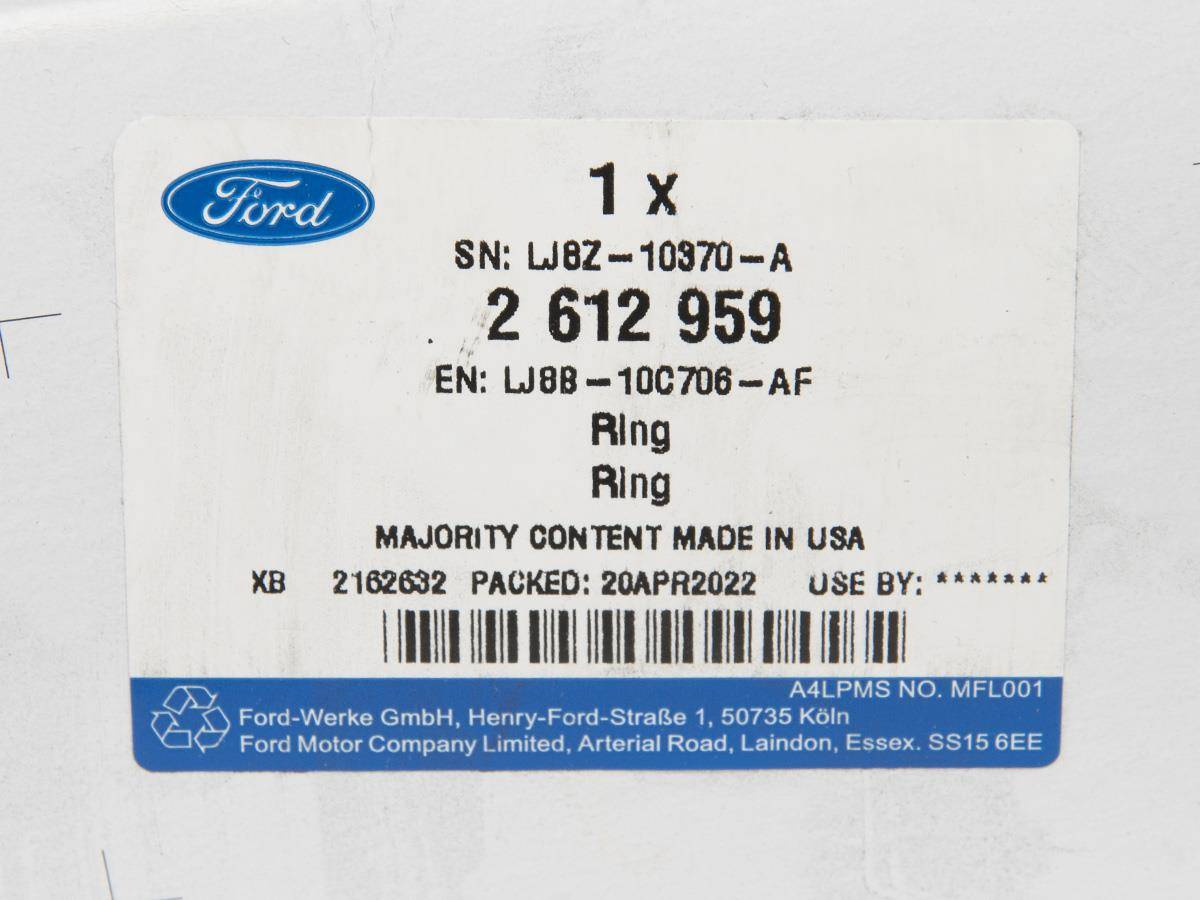 Ford
1 x
SN: LJ8Z-10370-A
2 612 959
EN: LJ8B-10C706-AF
Ring
Ring
MAJORITY CONTENT MADE IN USA
XB 2162632 PACKED: 20APR2022 USE BY: *******
A4LPMS NO. MFL001
Ford-Werke GmbH, Henry-Ford-Straße 1, 50735 Köln
Ford Motor Company Limited, Arterial Road, Laindon, Essex. SS15 6EE